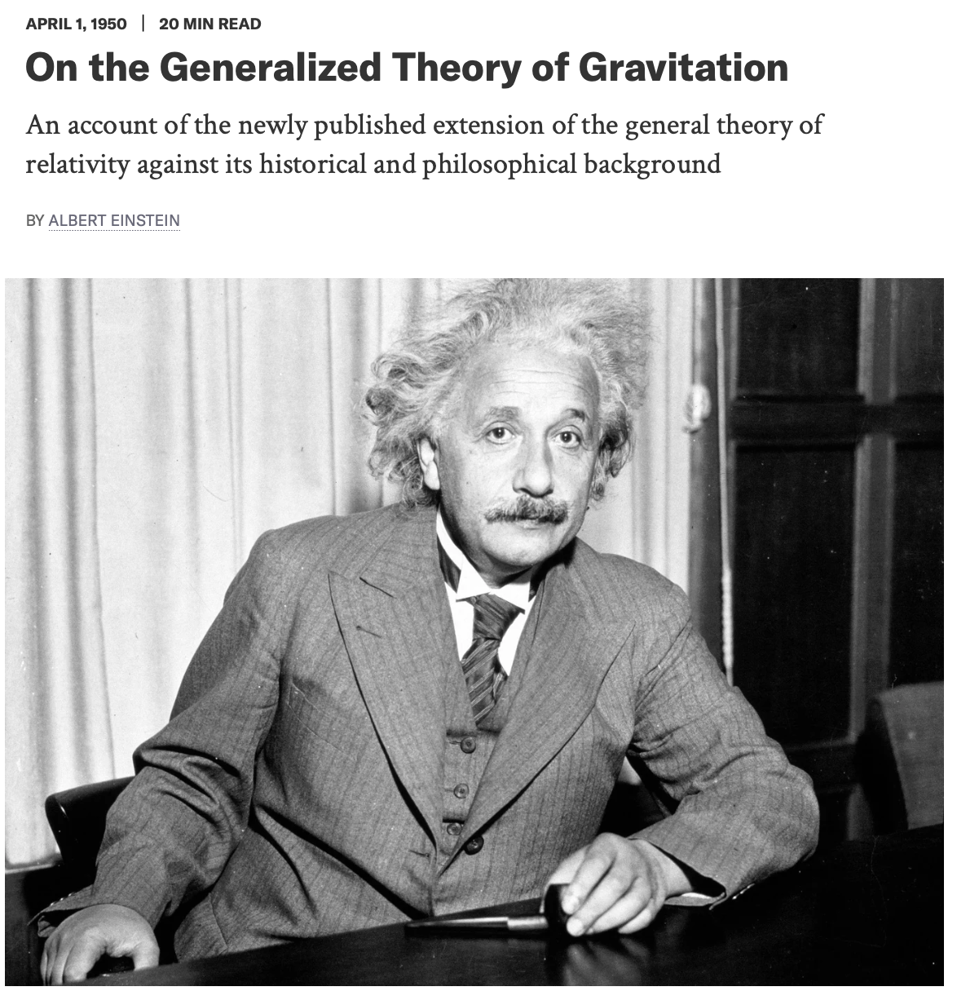 APRIL 1, 1950 | 20 MIN READ
On the Generalized Theory of Gravitation
An account of the newly published extension of the general theory of
relativity against its historical and philosophical background
BY ALBERT EINSTEIN